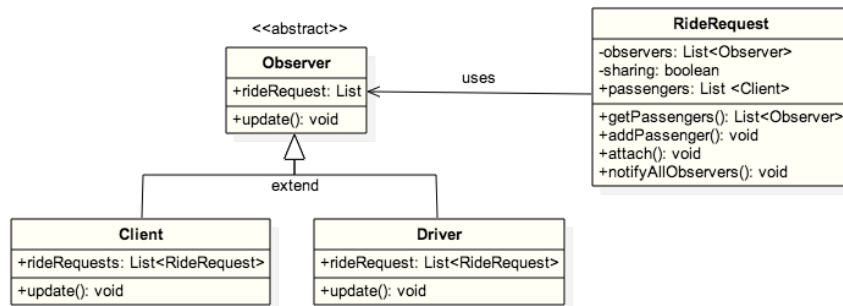 <<abstract>>
Observer
+rideRequest: List
+update(): void
uses
RideRequest
-observers: List<Observer>
-sharing: boolean
+passengers: List <Client>
+getPassengers(): List<Observer>
+addPassenger(): void
+attach(): void
+notifyAllObservers(): void
extend
Client
+rideRequests: List<RideRequest>
+update(): void
Driver
+rideRequest: List<RideRequest>
+update(): void